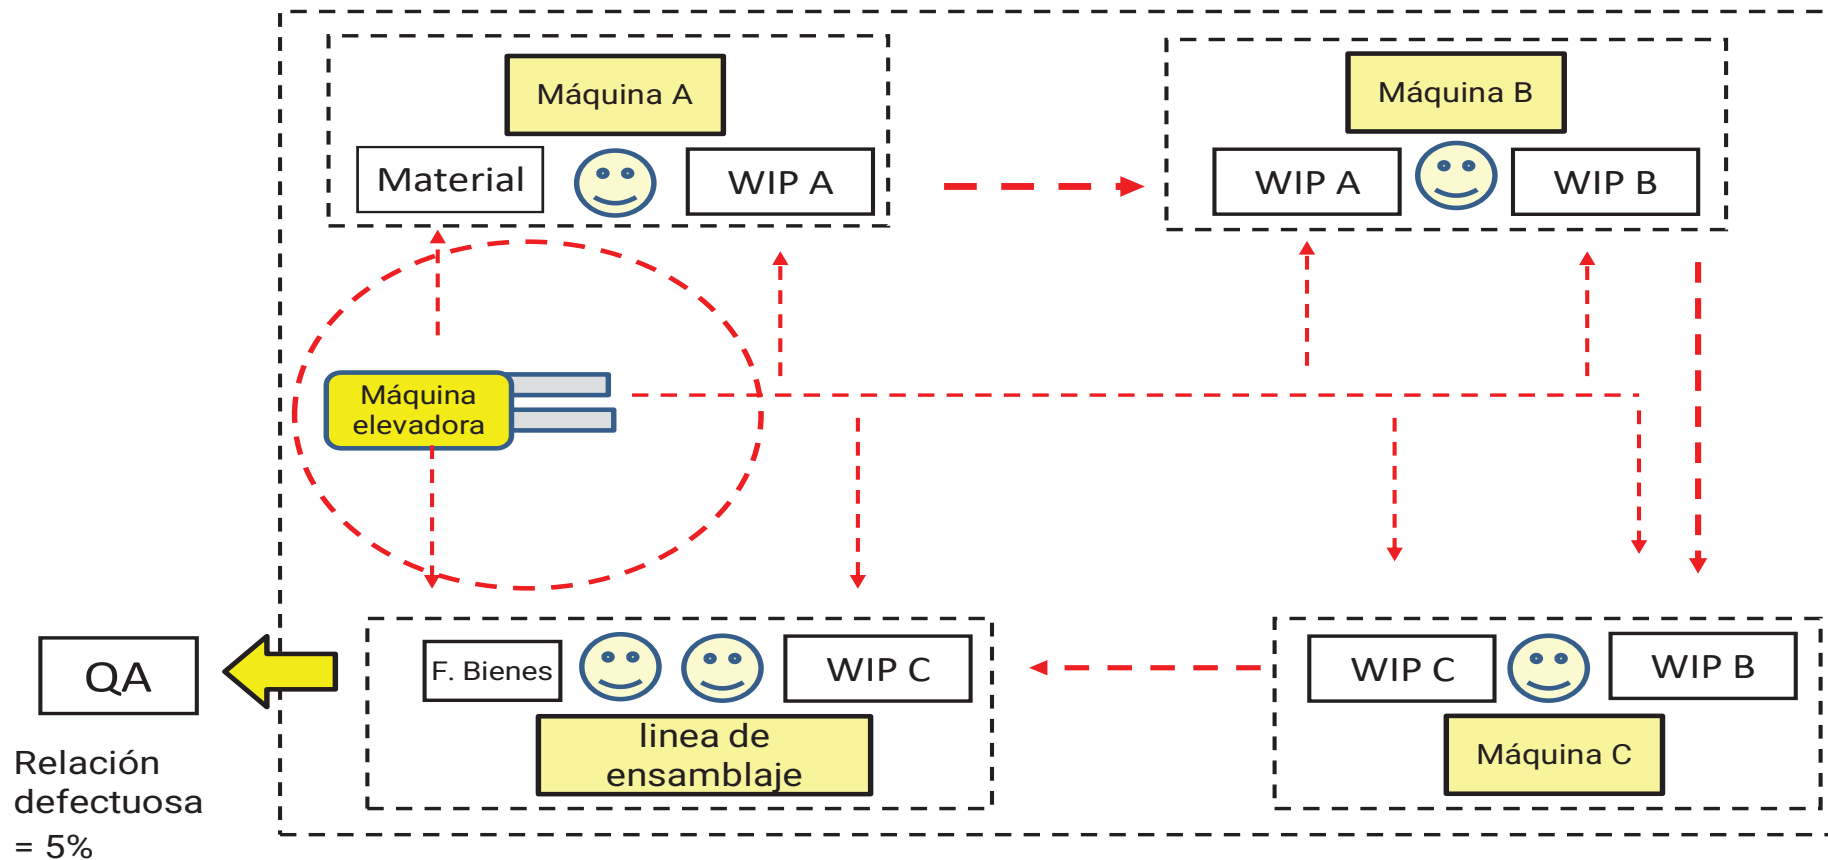 Máquina A
Material
WIP A
Máquina B
WIP A
WIP B
Máquina
elevadora
QA
Relación
defectuosa
= 5%
F. Bienes
WIP C
linea de
ensamblaje
WIP C
WIP B
Máquina C